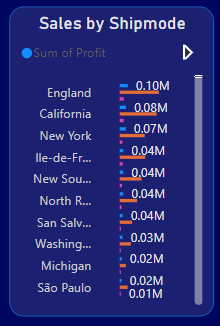 Sales by Shipmode
Sum of Profit
England 0.10M
California 0.08M
New York 0.07M
Ile-de-Fr... 0.04M
New Sou... 0.04M
North R... 0.04M
San Salv... 0.04M
Washing... 0.03M
Michigan 0.02M
São Paulo 0.02M
0.01M